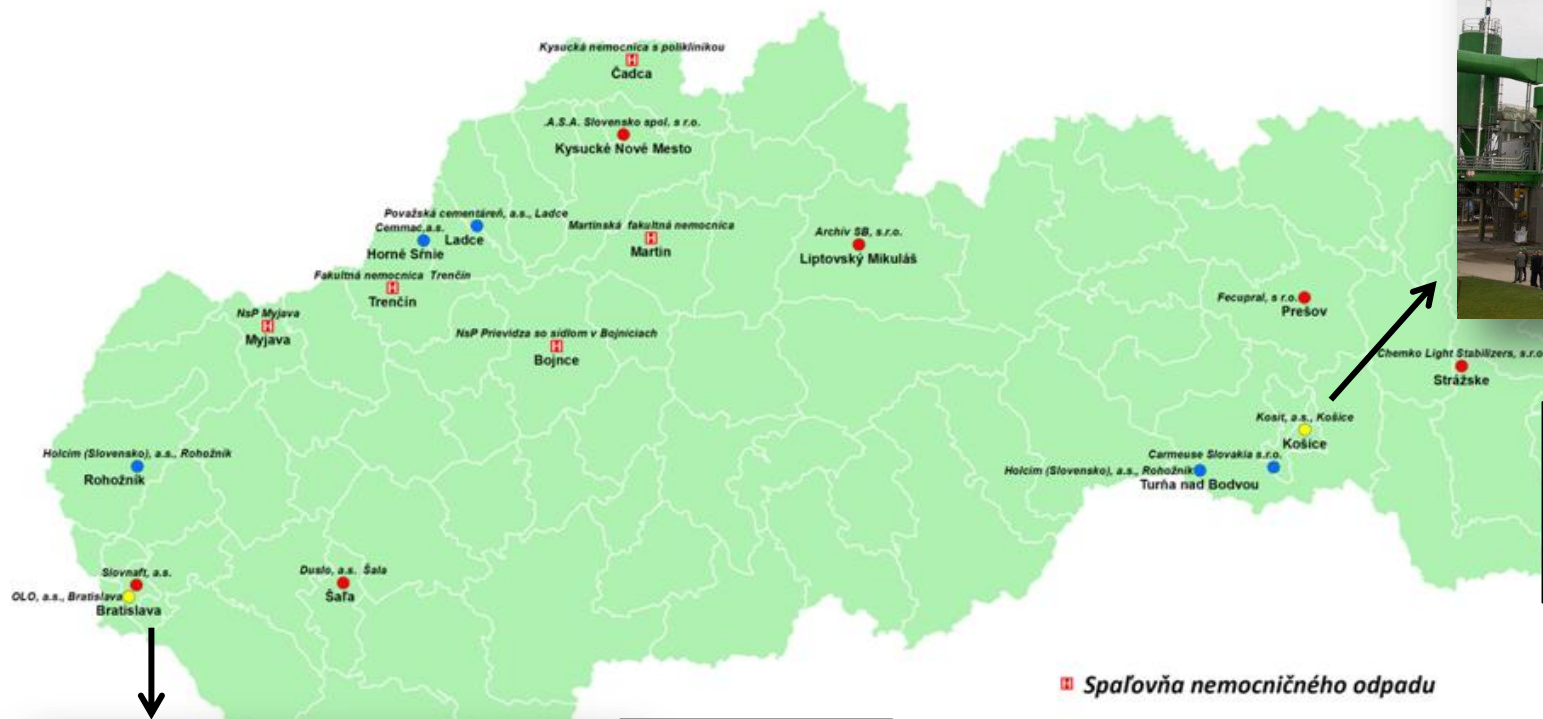 Kysucká nemocnica s poliklinikou
H
Čadca
.A.S.A. Slovensko spol. s r.o.
Kysucké Nové Mesto
Považská cementáreň, a.s., Ladce
Cemmac,a.s.
Ladce
Horné Sŕnie
Martinská fakultná nemocnica
H
Martin
Archív SB, s.r.o.
Liptovský Mikuláš
Fakultná nemocnica Trenčín
H
Trenčín
NsP Myjava
H
Myjava
NsP Prievidza so sídlom v Bojniciach
H
Bojnce
Fecupral, s r.o.
Prešov
Chemko Light Stabilizers, s.r.o
Strážske
Kosit, a.s., Košice
Košice
Carmeuse Slovakia s.r.o.
Holcim (Slovensko), a.s., Rohožník
Turňa nad Bodvou
Holcim (Slovensko), a.s., Rohožník
Rohožník
Slovnaft, a.s.
OLO, a.s., Bratislava
Bratislava
Duslo, a.s. Šala
Šaľa
H Spaľovňa nemocničného odpadu